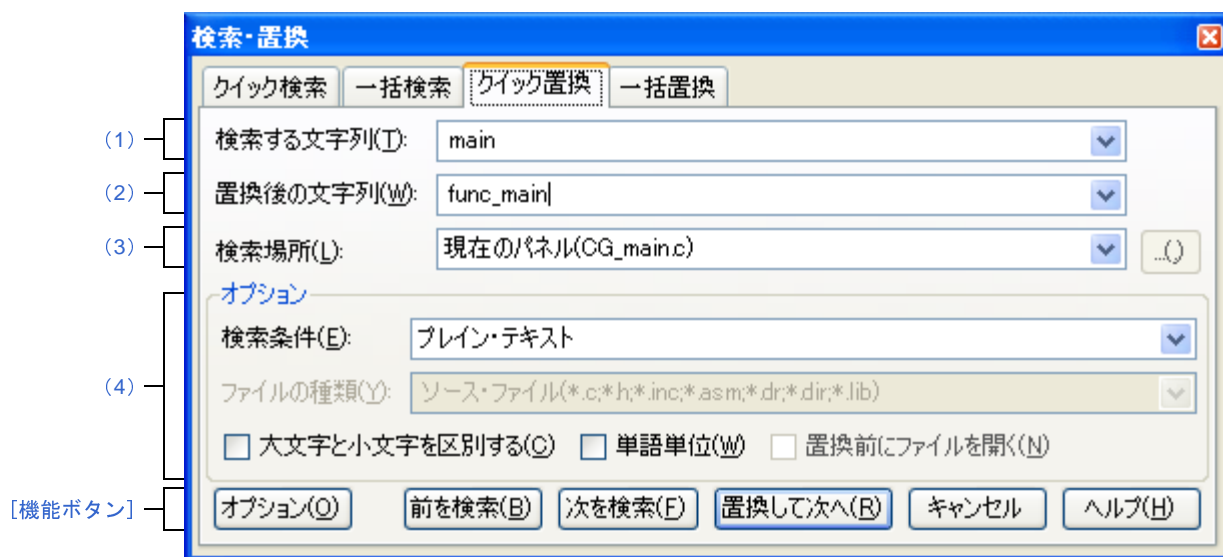 検索・置換
クイック検索 一括検索 クイック置換 一括置換
(1) 検索する文字列(T): main
(2) 置換後の文字列(W): func_main
(3) 検索場所(L): 現在のパネル(CG_main.c) ...()
オプション
検索条件(E): プレイン・テキスト
(4) ファイルの種類(Y): ソース・ファイル(*.c;*.h;*.inc;*.asm;*.dr;*.dir;*.lib)
大文字と小文字を区別する(C) 単語単位(W) 置換前にファイルを開く(N)
[機能ボタン] オプション(O) 前を検索(B) 次を検索(F) 置換して次へ(R) キャンセル ヘルプ(H)